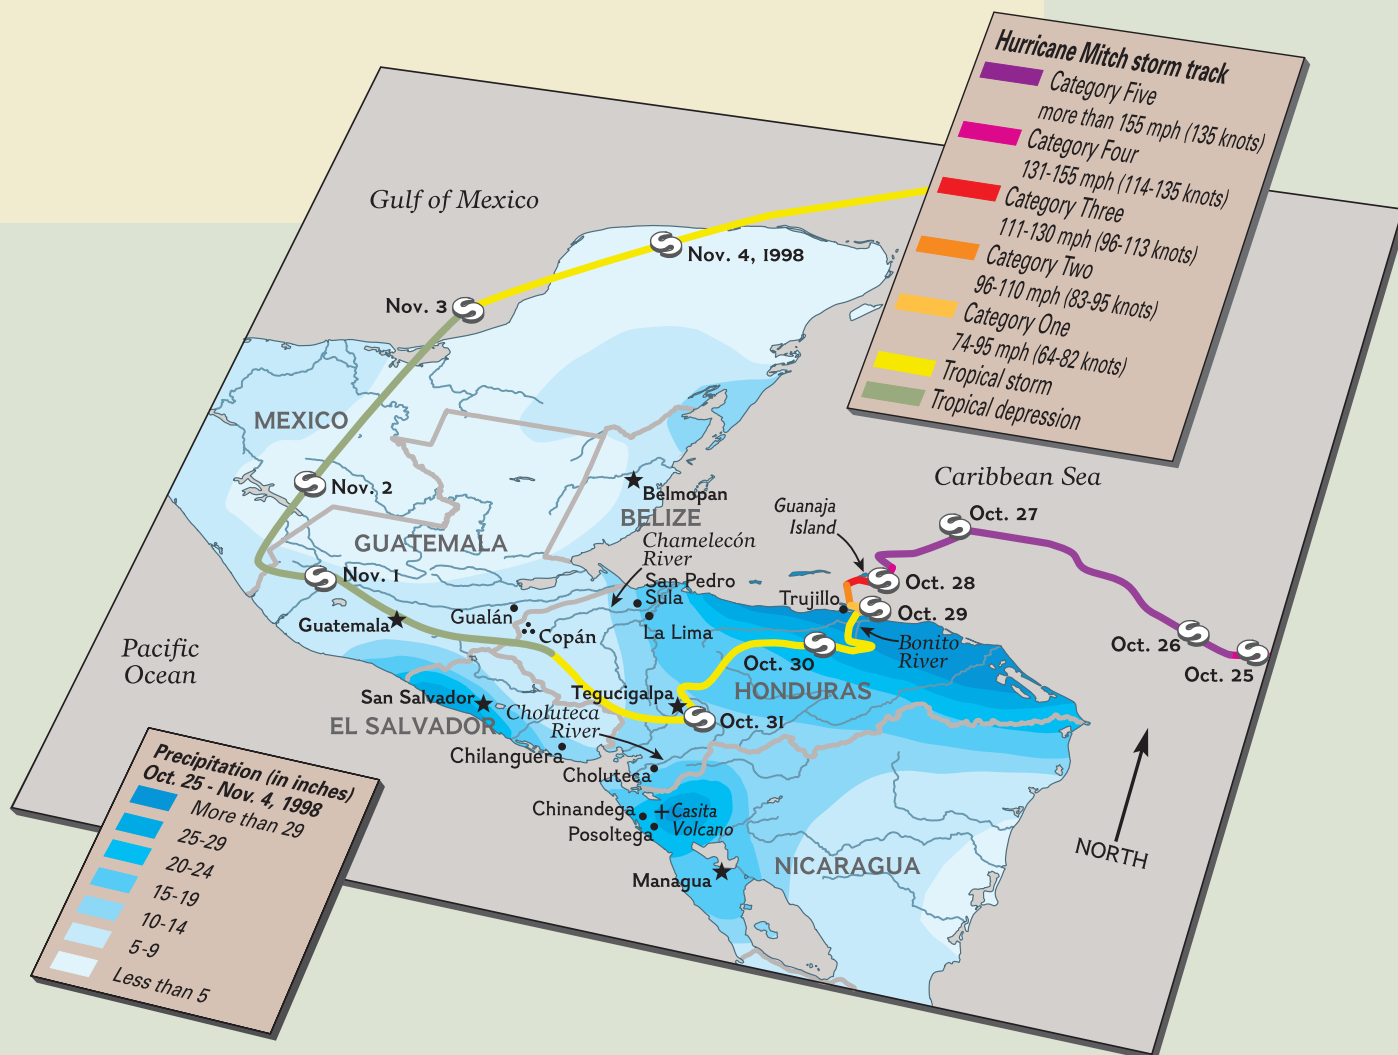 Hurricane Mitch storm track
Category Five
more than 155 mph (135 knots)
Category Four
131-155 mph (114-135 knots)
Category Three
111-130 mph (96-113 knots)
Category Two
96-110 mph (83-95 knots)
Category One
74-95 mph (64-82 knots)
Tropical storm
Tropical depression
Gulf of Mexico
Nov. 4, 1998
Nov. 3
MEXICO
Nov. 2
Belmopan
BELIZE
GUATEMALA
Chamelecón
River
Caribbean Sea
Guanaja
Island
Oct. 27
Nov. 1
San Pedro
Sula
Oct. 28
Trujillo
Oct. 29
Gualán
Guatemala
Copán
La Lima
Bonito
River
Oct. 26
Oct. 25
Pacific
Ocean
Oct. 30
HONDURAS
San Salvador
EL SALVADOR
Tegucigalpa
Choluteca
River
Oct. 31
Chilanguera
Choluteca
Chinandega
Casita
Volcano
Posoltega
Managua
NICARAGUA
NORTH
Precipitation (in inches)
Oct. 25 - Nov. 4, 1998
More than 29
25-29
20-24
15-19
10-14
5-9
Less than 5